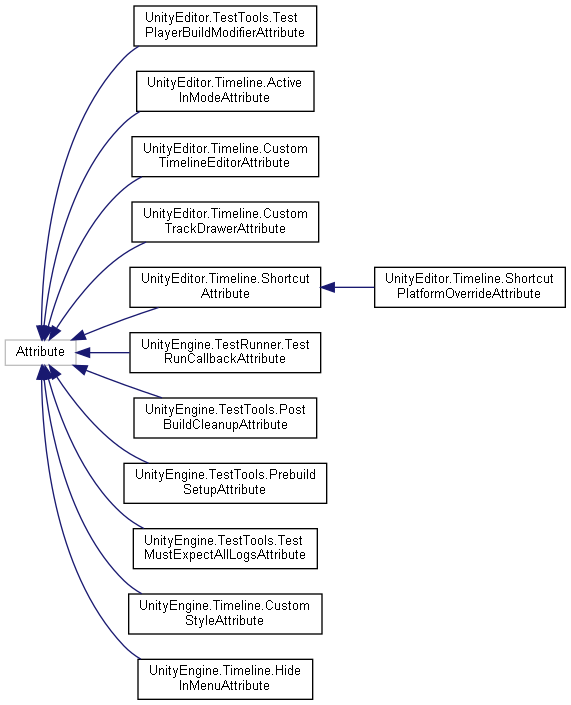 UnityEditor.TestTools.Test
PlayerBuildModifierAttribute
UnityEditor.Timeline.Active
InModeAttribute
UnityEditor.Timeline.Custom
TimelineEditorAttribute
UnityEditor.Timeline.Custom
TrackDrawerAttribute
UnityEditor.Timeline.Shortcut
Attribute
UnityEditor.Timeline.Shortcut
PlatformOverrideAttribute
Attribute
UnityEngine.TestRunner.Test
RunCallbackAttribute
UnityEngine.TestTools.Post
BuildCleanupAttribute
UnityEngine.TestTools.Prebuild
SetupAttribute
UnityEngine.TestTools.Test
MustExpectAllLogsAttribute
UnityEngine.Timeline.Custom
StyleAttribute
UnityEngine.Timeline.Hide
InMenuAttribute